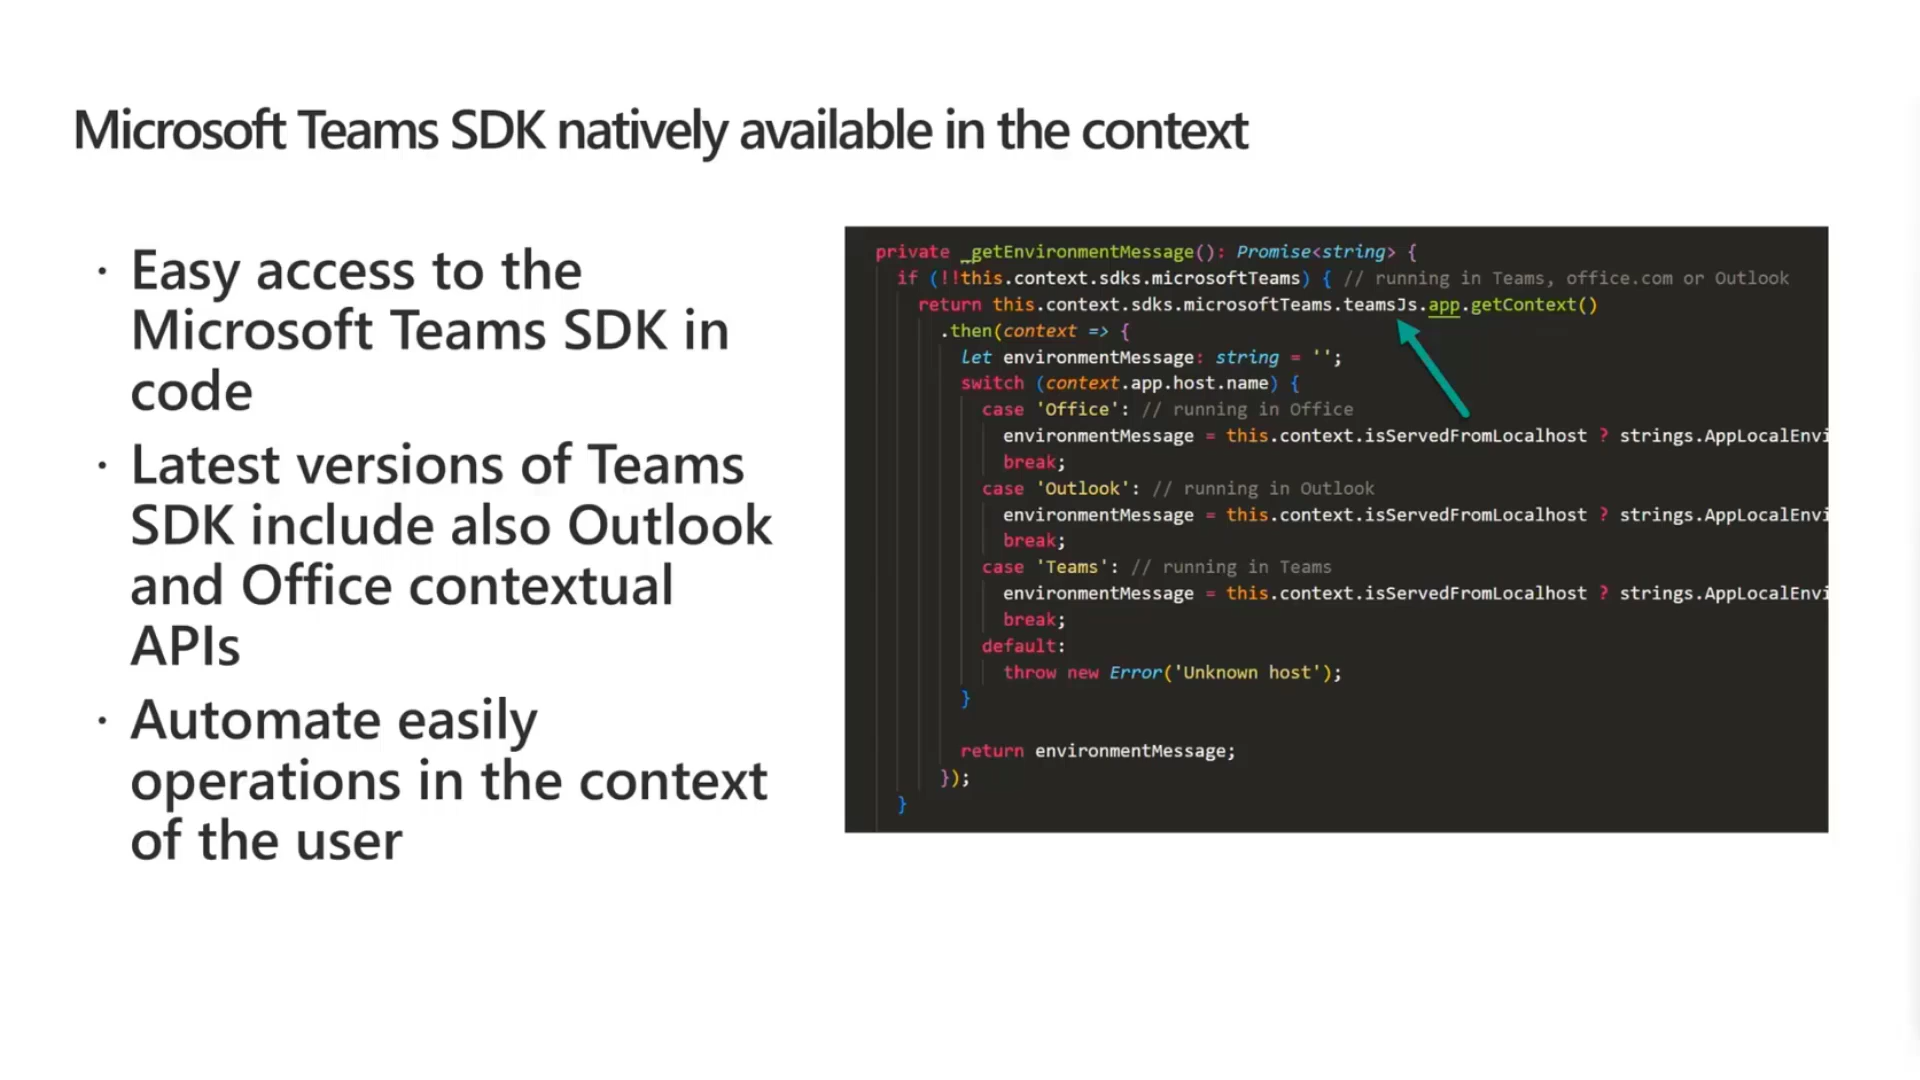 Microsoft Teams SDK natively available in the context
· Easy access to the
Microsoft Teams SDK in
code
· Latest versions of Teams
SDK include also Outlook
and Office contextual
APIs
· Automate easily
operations in the context
of the user
private _getEnvironmentMessage(): Promise<string> {
if (!!this.context.sdks.microsoftTeams) { // running in Teams, office.com or Outlook
return this.context.sdks.microsoftTeams.teamsJs.app.getContext()
.then(context => {
let environmentMessage: string = '';
switch (context.app.host.name) {
case 'Office': // running in Office
environmentMessage = this.context.isServedFromLocalhost ? strings.AppLocalEnvi
break;
case 'Outlook': // running in Outlook
environmentMessage = this.context.isServedFromLocalhost ? strings.AppLocalEnvi
break;
case 'Teams': // running in Teams
environmentMessage = this.context.isServedFromLocalhost ? strings.AppLocalEnvi
break;
default:
throw new Error('Unknown host');
}
return environmentMessage;
});
}